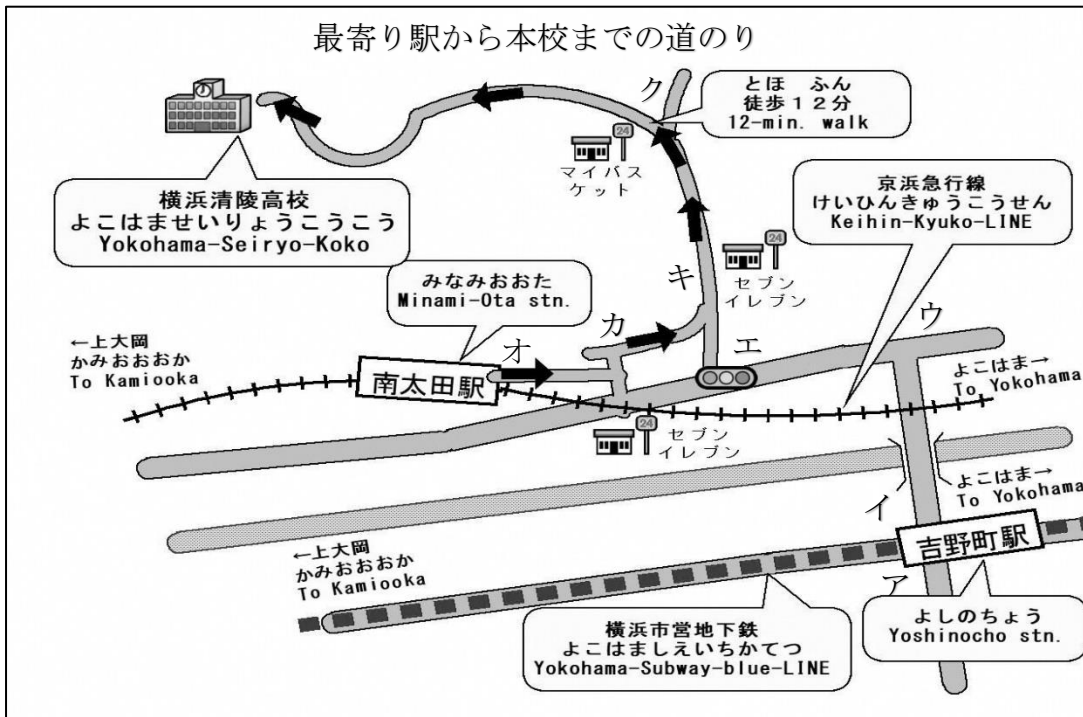 最寄り駅から本校までの道のり
ク
とほ ふん
徒歩12分
12-min. walk
24
マイバス
ケット
横浜清陵高校
よこはませいりょうこうこう
Yokohama-Seiryo-Koko
京浜急行線
けいひんきゅうこうせん
Keihin-Kyuko-LINE
24
セブン
イレブン
キ
みなみおおた
Minami-Ota stn.
カ
ウ
エ
オ
←上大岡
かみおおおか
To Kamiooka
南太田駅
よこはま→
To Yokohama
24
セブン
イレブン
よこはま→
To Yokohama
イ
←上大岡
かみおおおか
To Kamiooka
吉野町駅
ア
横浜市営地下鉄
よこはましえいちかてつ
Yokohama-Subway-blue-LINE
よしのちょう
Yoshinocho stn.